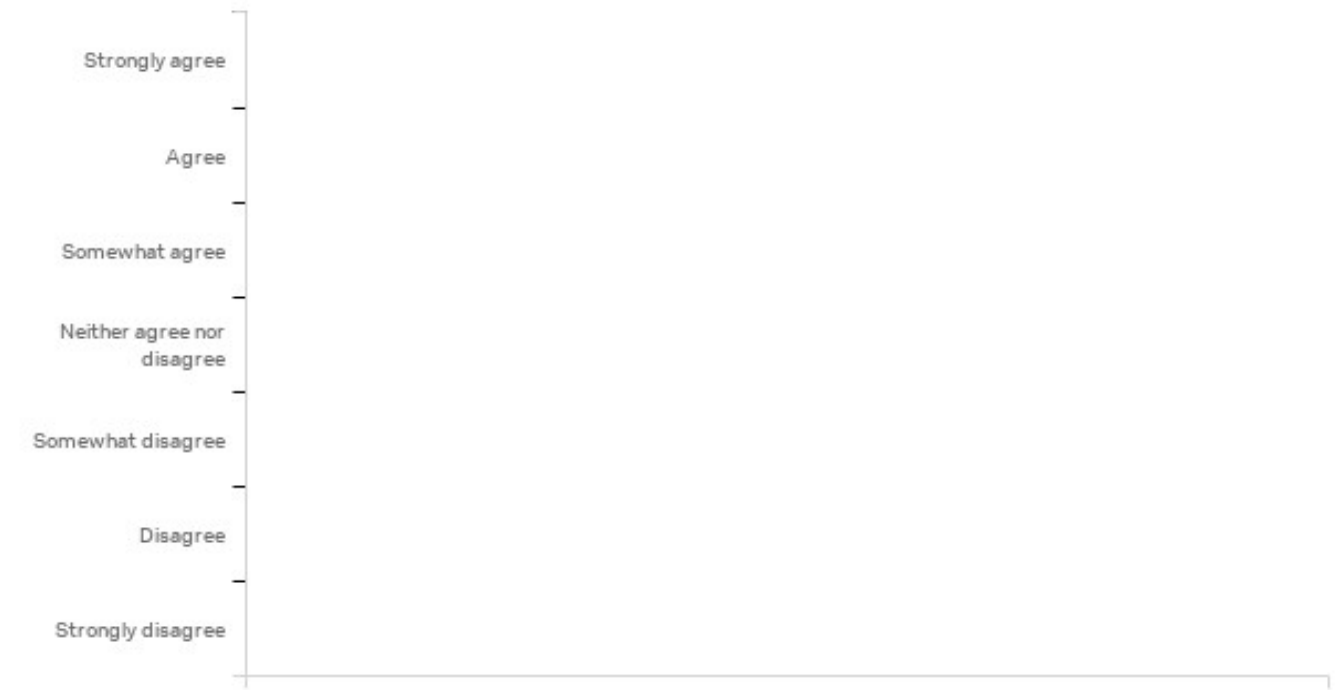 Strongly agree
Agree
Somewhat agree
Neither agree nor
disagree
Somewhat disagree
Disagree
Strongly disagree